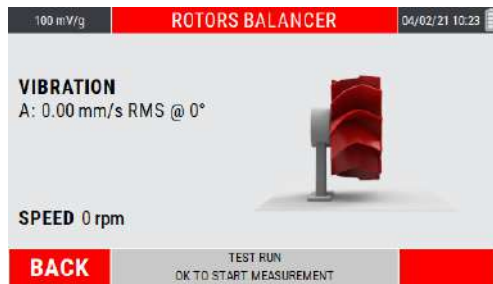 100 mV/g
ROTORS BALANCER
04/02/21 10:23
VIBRATION
A: 0.00 mm/s RMS @ 0°
SPEED 0 rpm
BACK
TEST RUN
OK TO START MEASUREMENT